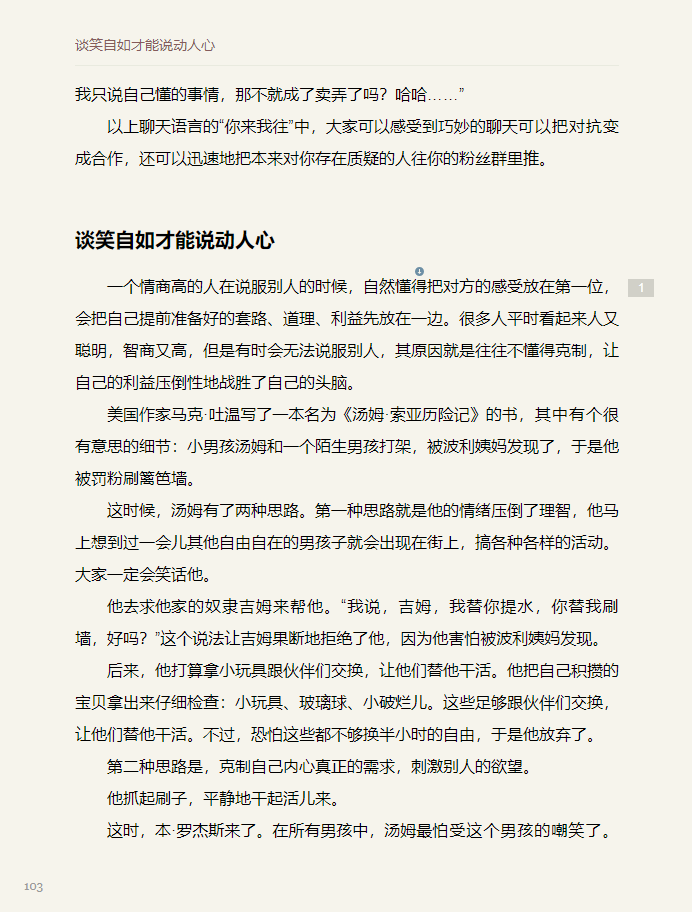 谈笑自如才能说动人心
我只说自己懂的事情，那不就成了卖弄了吗？哈哈……”
以上聊天语言的“你来我往”中，大家可以感受到巧妙的聊天可以把对抗变
成合作，还可以迅速地把本来对你存在质疑的人往你的粉丝群里推。
谈笑自如才能说动人心
一个情商高的人在说服别人的时候，自然懂得把对方的感受放在第一位，
1
会把自己提前准备好的套路、道理、利益先放在一边。很多人平时看起来人又
聪明，智商又高，但是有时会无法说服别人，其原因就是往往不懂得克制，让
自己的利益压倒性地战胜了自己的头脑。
美国作家马克·吐温写了一本名为《汤姆·索亚历险记》的书，其中有个很
有意思的细节：小男孩汤姆和一个陌生男孩打架，被波利姨妈发现了，于是他
被罚粉刷篱笆墙。
这时候，汤姆有了两种思路。第一种思路就是他的情绪压倒了理智，他马
上想到过一会儿其他自由自在的男孩子就会出现在街上，搞各种各样的活动。
大家一定会笑话他。
他去求他家的奴隶吉姆来帮他。“我说，吉姆，我替你提水，你替我刷
墙，好吗？”这个说法让吉姆果断地拒绝了他，因为他害怕被波利姨妈发现。
后来，他打算拿小玩具跟伙伴们交换，让他们替他干活。他把自己积攒的
宝贝拿出来仔细检查：小玩具、玻璃球、小破烂儿。这些足够跟伙伴们交换，
让他们替他干活。不过，恐怕这些都不够换半小时的自由，于是他放弃了。
第二种思路是，克制自己内心真正的需求，刺激别人的欲望。
他抓起刷子，平静地干起活儿来。
这时，本·罗杰斯来了。在所有男孩中，汤姆最怕受这个男孩的嘲笑了。
103